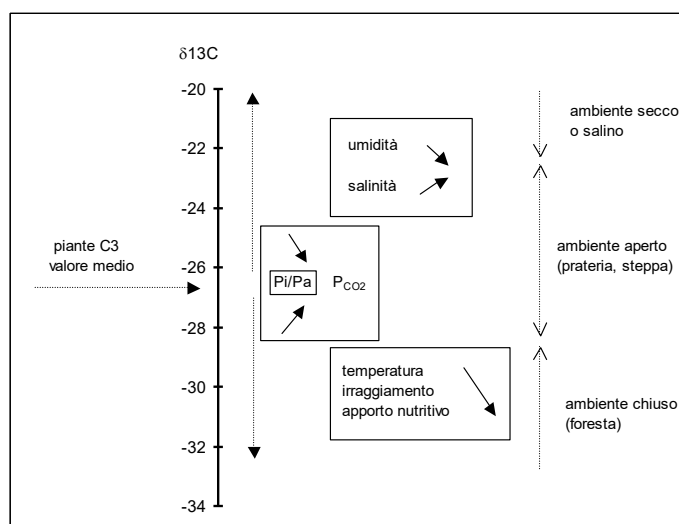 δ13C
-20
-22
-24
-26
-28
-30
-32
-34
piante C3
valore medio
umidità
salinità
Pi/Pa
P_CO2
temperatura
irraggiamento
apporto nutritivo
ambiente secco
o salino
ambiente aperto
(prateria, steppa)
ambiente chiuso
(foresta)